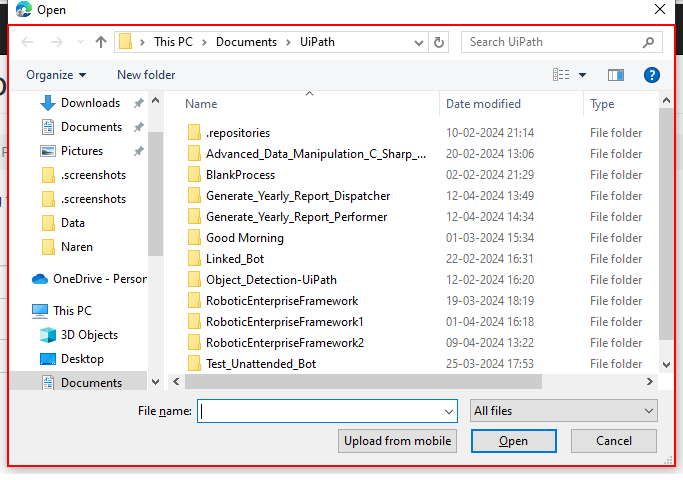 Open
This PC > Documents > UiPath
Search UiPath
Organize
New folder
Name
Date modified
Type
Downloads
Documents
Pictures
.screenshots
.screenshots
Data
Naren
OneDrive - Person
This PC
3D Objects
Desktop
Documents
.repositories 10-02-2024 21:14 File folder
Advanced_Data_Manipulation_C_Sharp_... 20-02-2024 13:06 File folder
BlankProcess 02-02-2024 21:29 File folder
Generate_Yearly_Report_Dispatcher 12-04-2024 13:49 File folder
Generate_Yearly_Report_Performer 12-04-2024 14:34 File folder
Good Morning 01-03-2024 15:34 File folder
Linked_Bot 22-02-2024 16:31 File folder
Object_Detection-UiPath 12-02-2024 16:20 File folder
RoboticEnterpriseFramework 19-03-2024 18:19 File folder
RoboticEnterpriseFramework1 01-04-2024 16:18 File folder
RoboticEnterpriseFramework2 09-04-2024 13:22 File folder
Test_Unattended_Bot 25-03-2024 17:53 File folder
File name:
All files
Upload from mobile
Open
Cancel